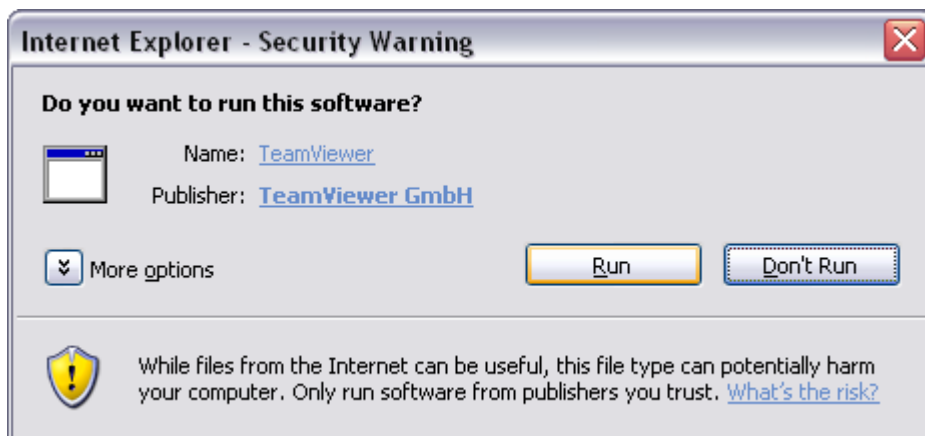 Internet Explorer - Security Warning
Do you want to run this software?
Name: TeamViewer
Publisher: TeamViewer GmbH
More options
Run
Don't Run
While files from the Internet can be useful, this file type can potentially harm
your computer. Only run software from publishers you trust. What's the risk?